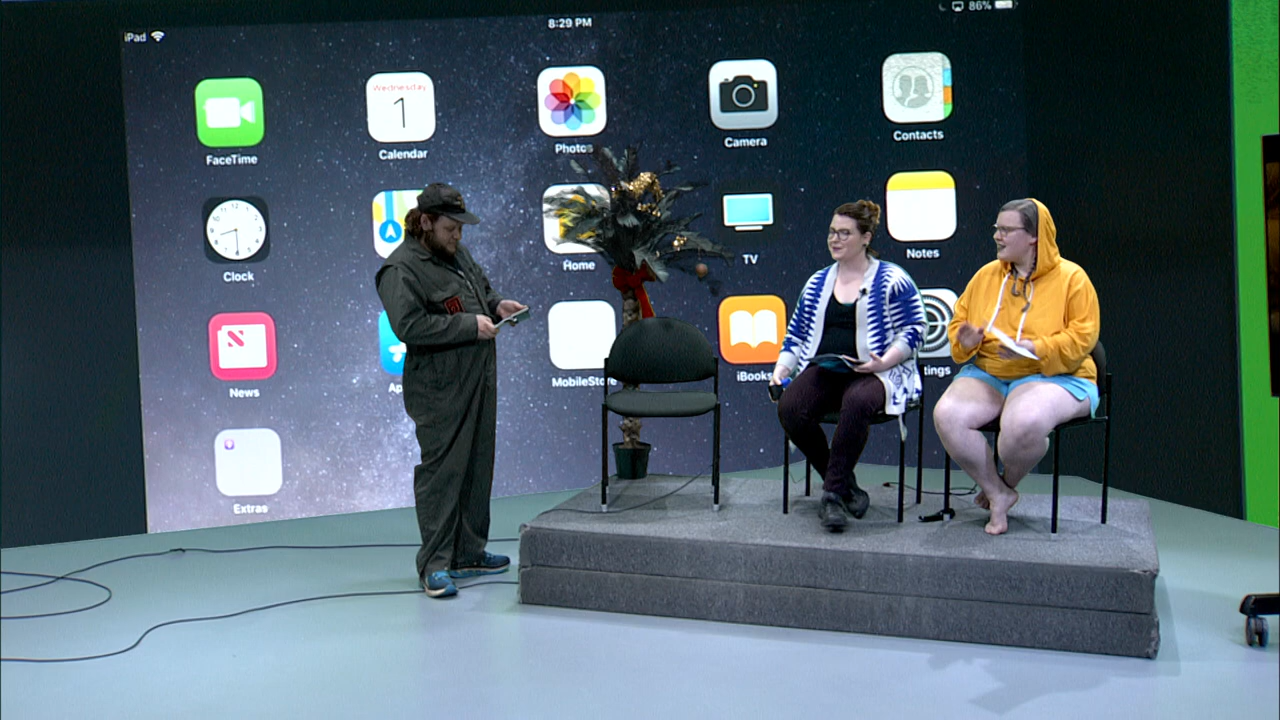 iPad
8:29 PM
86%
FaceTime
Wednesday
1
Calendar
Photos
Camera
Contacts
Clock
Home
TV
Notes
News
MobileStore
iBooks
tings
Extras